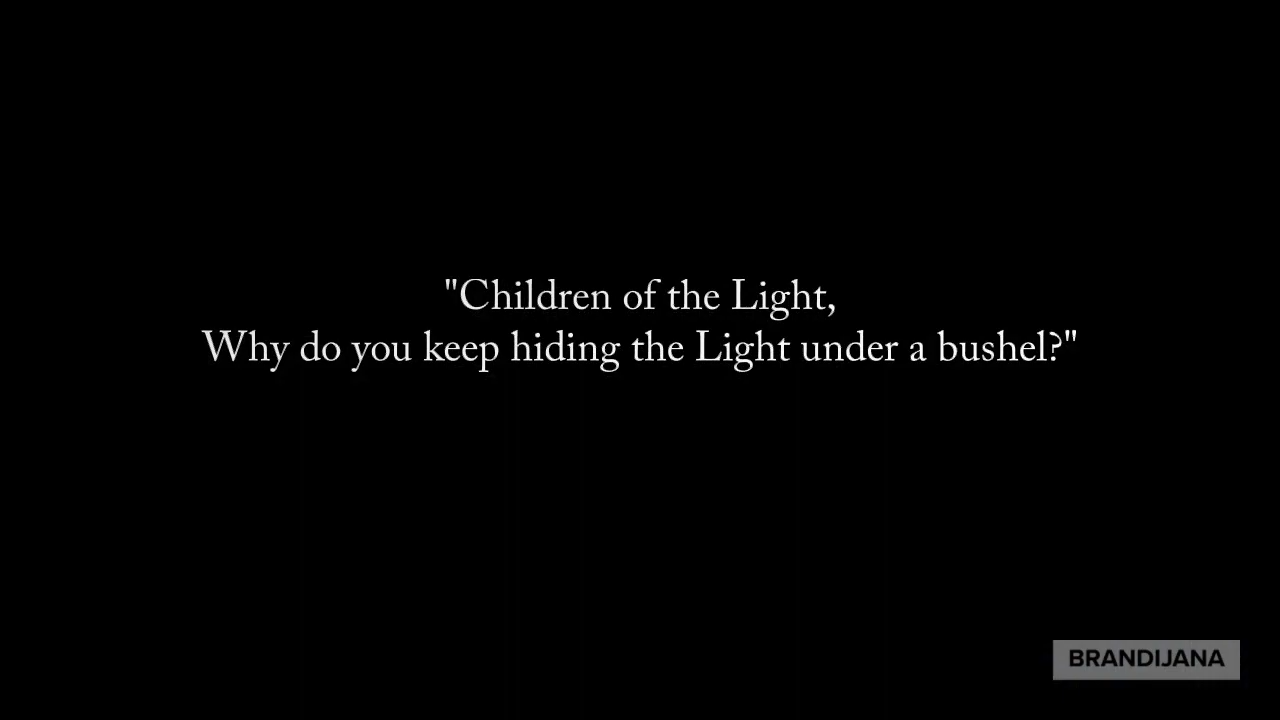 "Children of the Light,
Why do you keep hiding the Light under a bushel?"
BRANDIJANA